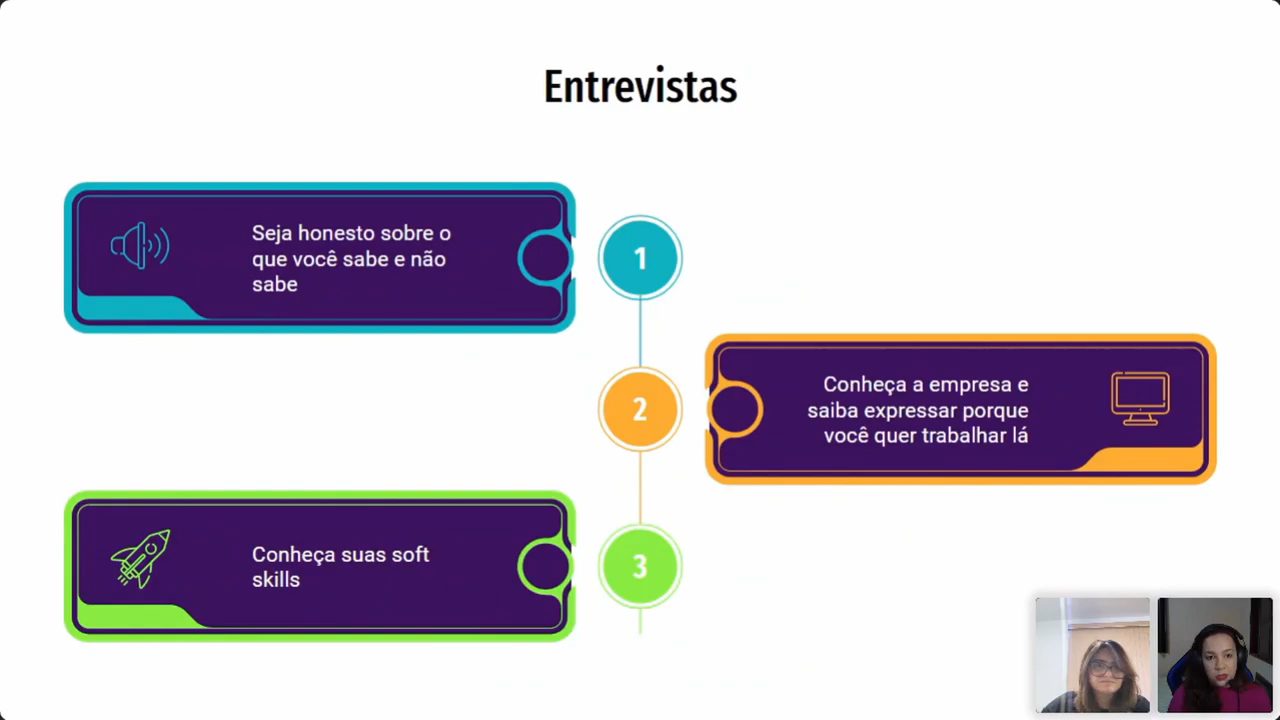 Entrevistas
Seja honesto sobre o
que você sabe e não
sabe
1
2
Conheça a empresa e
saiba expressar porque
você quer trabalhar lá
Conheça suas soft
skills
3